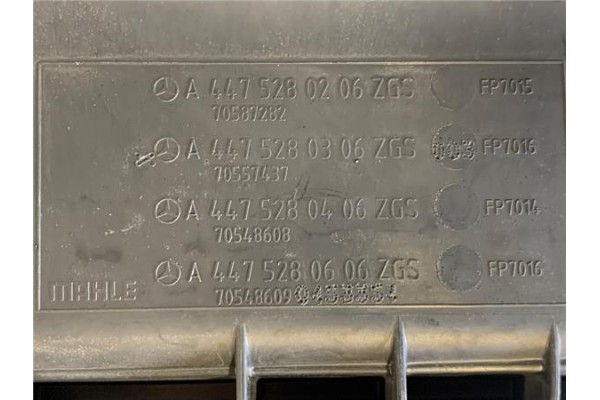 A 447 528 02 06 ZGS FP7015
70587282
A 447 528 03 06 ZGS 003 FP7016
70557437
A 447 528 04 06 ZGS FP7014
70548608
A 447 528 06 06 ZGS FP7016
MAHLE 70548609